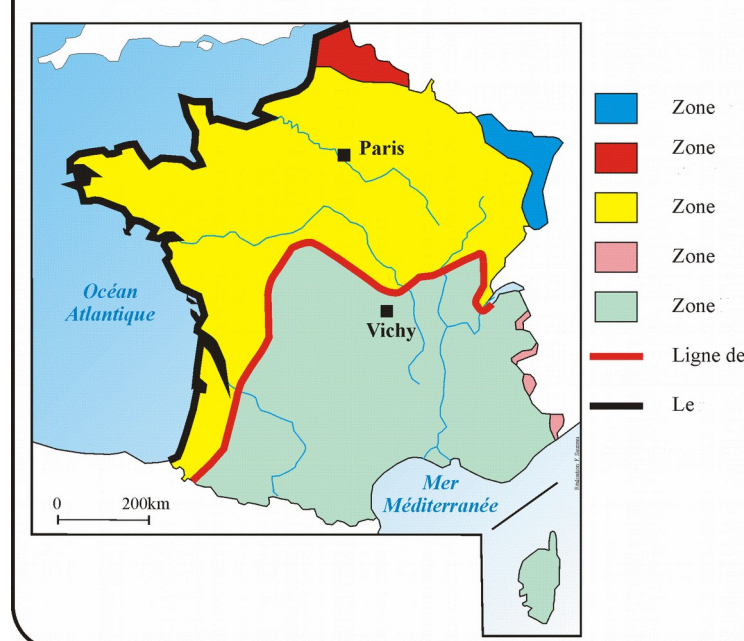 Paris
Océan
Atlantique
Vichy
Mer
Méditerranée
0 200km
Zone
Zone
Zone
Zone
Zone
Ligne de
Le